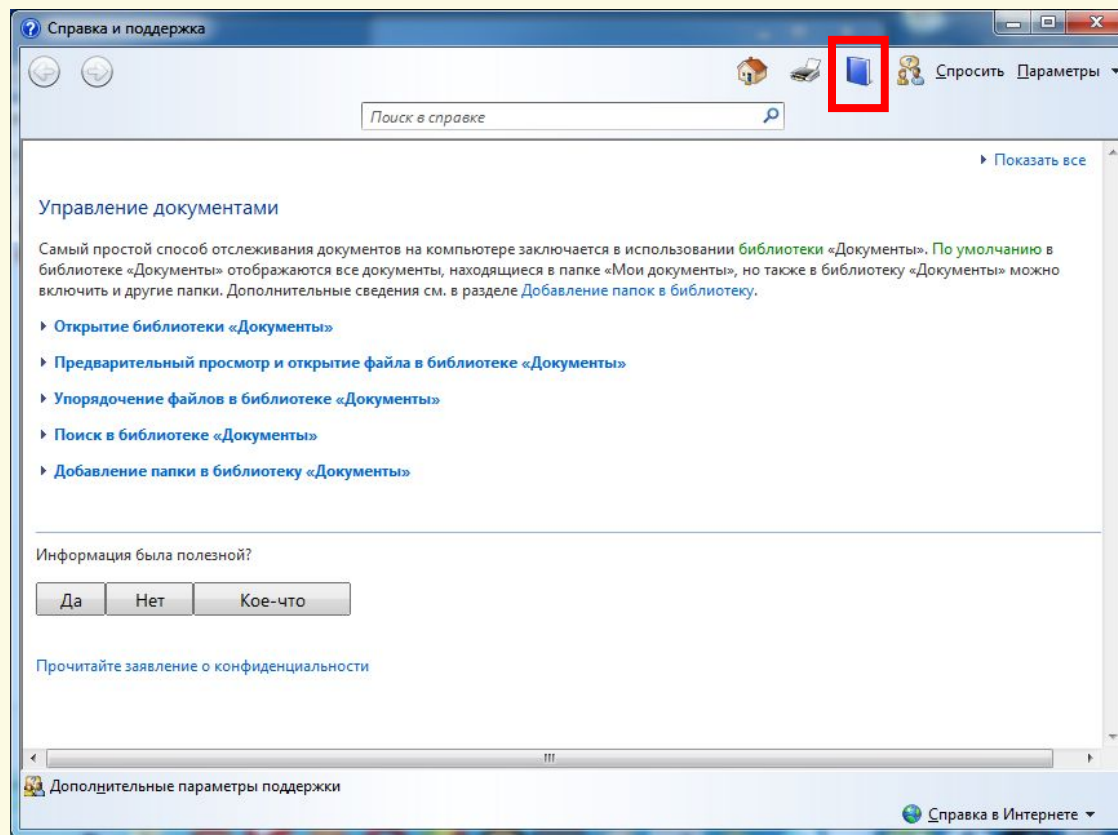 Справка и поддержка
Спросить Параметры
Поиск в справке
Показать все
Управление документами
Самый простой способ отслеживания документов на компьютере заключается в использовании библиотеки «Документы». По умолчанию в
библиотеке «Документы» отображаются все документы, находящиеся в папке «Мои документы», но также в библиотеку «Документы» можно
включить и другие папки. Дополнительные сведения см. в разделе Добавление папок в библиотеку.
Открытие библиотеки «Документы»
Предварительный просмотр и открытие файла в библиотеке «Документы»
Упорядочение файлов в библиотеке «Документы»
Поиск в библиотеке «Документы»
Добавление папки в библиотеку «Документы»
Информация была полезной?
Да Нет Кое-что
Прочитайте заявление о конфиденциальности
Дополнительные параметры поддержки
Справка в Интернете